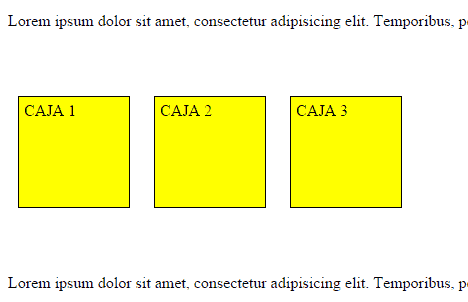 Lorem ipsum dolor sit amet, consectetur adipisicing elit. Temporibus,
CAJA 1 CAJA 2 CAJA 3
Lorem ipsum dolor sit amet, consectetur adipisicing elit. Temporibus,